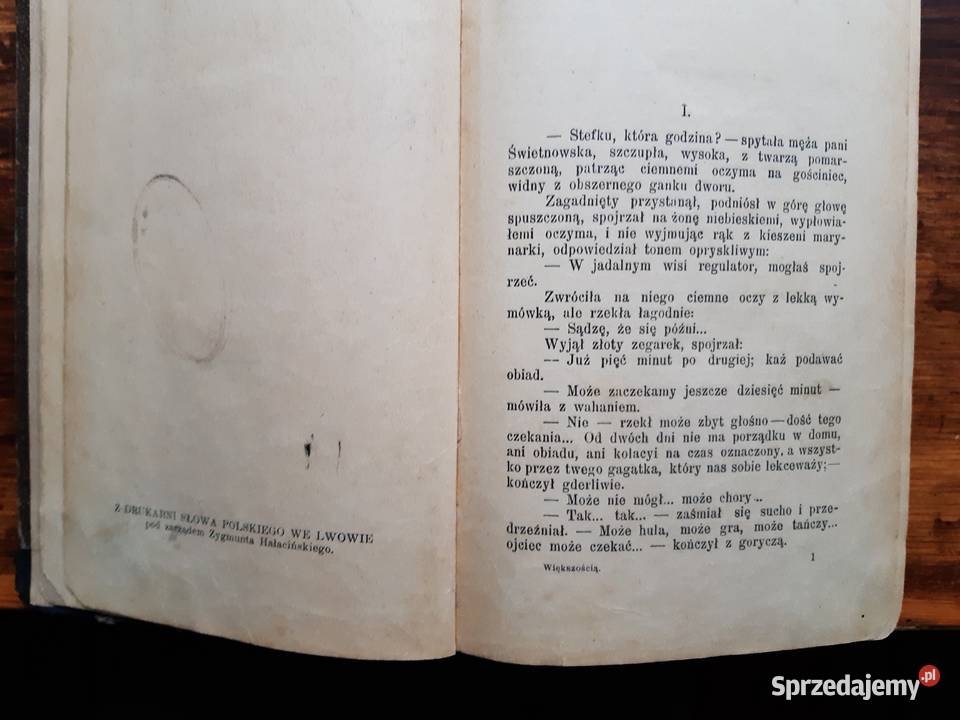 Z DRUKARNI SŁOWA POLSKIEGO WE LWOWIE
pod zarządem Zygmunta Hałacińskiego.
I.
— Stefku, która godzina? — spytała męża pani
Świetnowska, szczupła, wysoka, z twarzą pomar-
szczoną, patrząc ciemnemi oczyma na gościniec,
widny z obszernego ganku dworu.
Zagadnięty przystanął, podniósł w górę głowę
spuszczoną, spojrzał na żonę niebieskiemi, wypłowia-
łemi oczyma, i nie wyjmując rąk z kieszeni mary-
narki, odpowiedział tonem opryskliwym:
— W jadalnym wisi regulator, mogłaś spoj-
rzeć.
Zwróciła na niego ciemne oczy z lekką wy-
mówką, ale rzekła łagodnie:
— Sądzę, że się późni...
Wyjął złoty zegarek, spojrzał:
— Już pięć minut po drugiej; każ podawać
obiad.
— Może zaczekamy jeszcze dziesięć minut —
mówiła z wahaniem.
— Nie — rzekł może zbyt głośno — dość tego
czekania... Od dwóch dni nie ma porządku w domu,
ani obiadu, ani kolacyi na czas oznaczony, a wszyst-
ko przez twego gagatka, który nas sobie lekceważy; —
kończył gderliwie.
— Może nie mógł... może chory...
— Tak... tak... — zaśmiał się sucho i prze-
drzeźniał. — Może hula, może gra, może tańczy...
ojciec może czekać... — kończył z goryczą.
Większością.
1
Sprzedajemy.pl